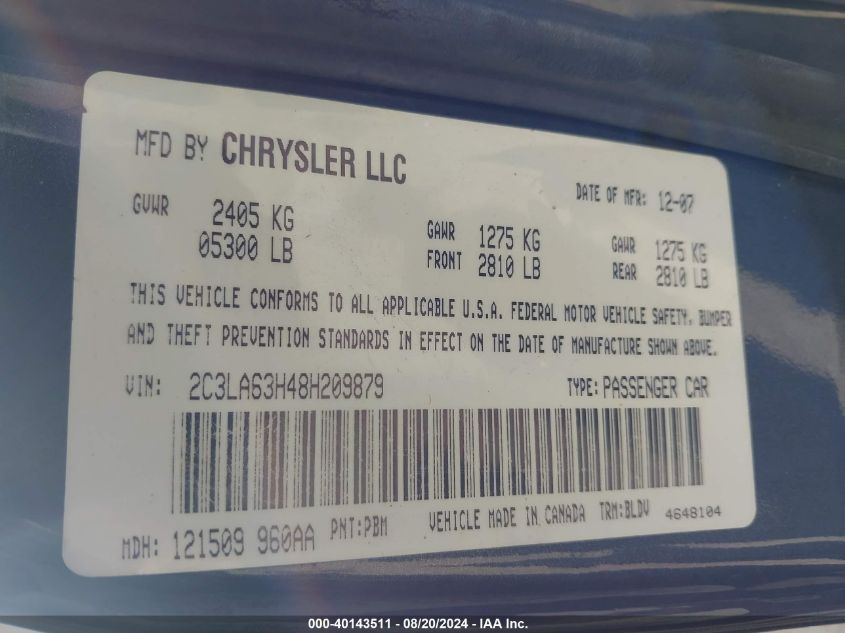 MFD BY CHRYSLER LLC
DATE OF MFR: 12-07
GVWR 2405 KG
05300 LB
GAWR 1275 KG
FRONT 2810 LB
GAWR 1275 KG
REAR 2810 LB
THIS VEHICLE CONFORMS TO ALL APPLICABLE U.S.A. FEDERAL MOTOR VEHICLE SAFETY, BUMPER
AND THEFT PREVENTION STANDARDS IN EFFECT ON THE DATE OF MANUFACTURE SHOWN ABOVE.
VIN: 2C3LA63H48H209879 TYPE: PASSENGER CAR
MDH: 121509 960AA PNT:PBM VEHICLE MADE IN CANADA TRM:BLDV 4648104
000-40143511 - 08/20/2024 - IAA Inc.